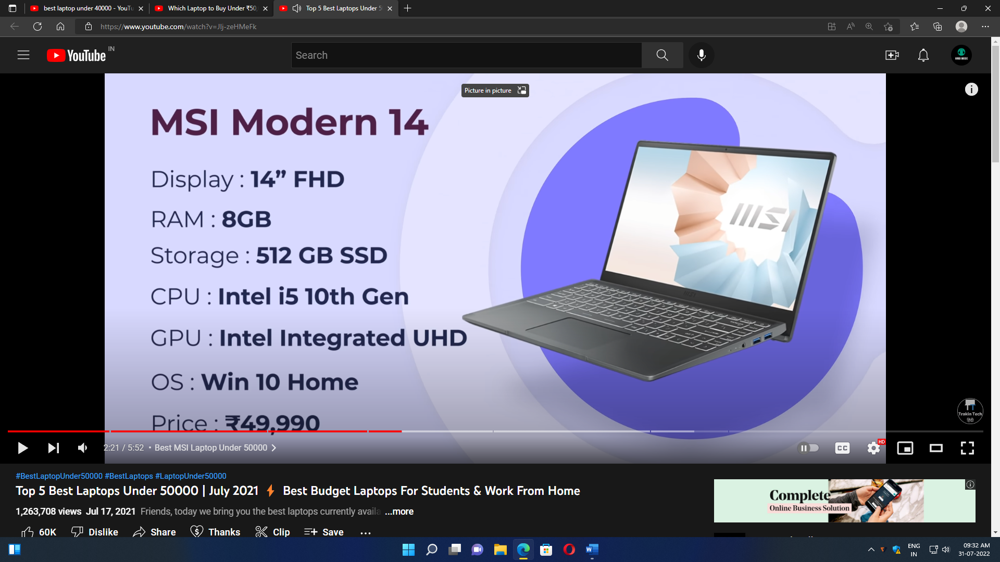 best laptop under 40000 - YouTu
Which Laptop to Buy Under ₹50,
Top 5 Best Laptops Under 5
https://www.youtube.com/watch?v=JIj-zeHMeFk
YouTube IN
Search
Picture in picture
MSI Modern 14
Display : 14” FHD
RAM : 8GB
Storage : 512 GB SSD
CPU : Intel i5 10th Gen
GPU : Intel Integrated UHD
OS : Win 10 Home
Price : ₹49,990
msi
msi
TrakIn Tech
हिंदी
2:21 / 5:52 • Best MSI Laptop Under 50000
CC
HD
#BestLaptopUnder50000 #BestLaptops #LaptopUnder50000
Top 5 Best Laptops Under 50000 | July 2021 ⚡ Best Budget Laptops For Students & Work From Home
1,263,708 views Jul 17, 2021 Friends, today we bring you the best laptops currently availa ...more
60K Dislike Share Thanks Clip Save ...
Complete
Online Business Solution
ENG
IN
09:32 AM
31-07-2022